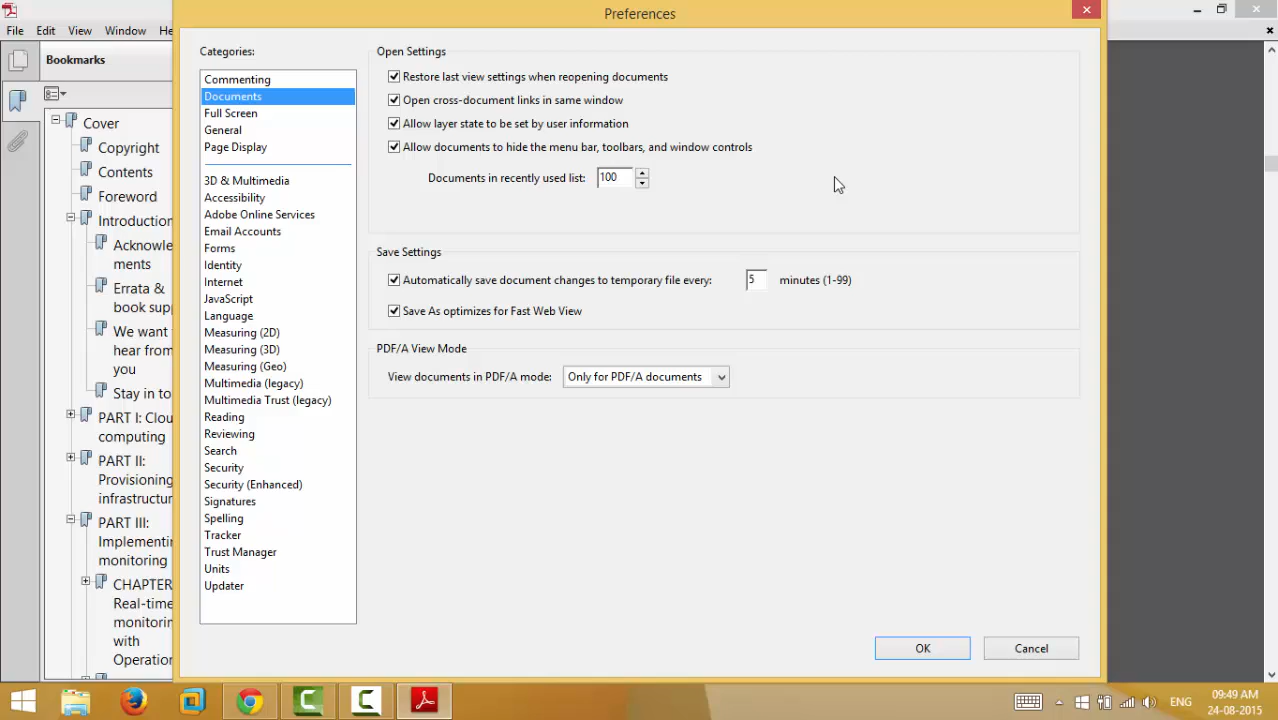 Preferences
File Edit View Window He
Bookmarks
Cover
Copyright
Contents
Foreword
Introduction
Acknowle
ments
Errata &
book supp
We want
hear from
you
Stay in to
PART I: Clou
computing
PART II:
Provisioning
infrastructur
PART III:
Implementin
monitoring
CHAPTER
Real-time
monitorin
with
Operation
Categories:
Commenting
Documents
Full Screen
General
Page Display
3D & Multimedia
Accessibility
Adobe Online Services
Email Accounts
Forms
Identity
Internet
JavaScript
Language
Measuring (2D)
Measuring (3D)
Measuring (Geo)
Multimedia (legacy)
Multimedia Trust (legacy)
Reading
Reviewing
Search
Security
Security (Enhanced)
Signatures
Spelling
Tracker
Trust Manager
Units
Updater
Open Settings
Restore last view settings when reopening documents
Open cross-document links in same window
Allow layer state to be set by user information
Allow documents to hide the menu bar, toolbars, and window controls
Documents in recently used list: 100
Save Settings
Automatically save document changes to temporary file every: 5 minutes (1-99)
Save As optimizes for Fast Web View
PDF/A View Mode
View documents in PDF/A mode: Only for PDF/A documents
OK Cancel
ENG
09:49 AM
24-08-2015